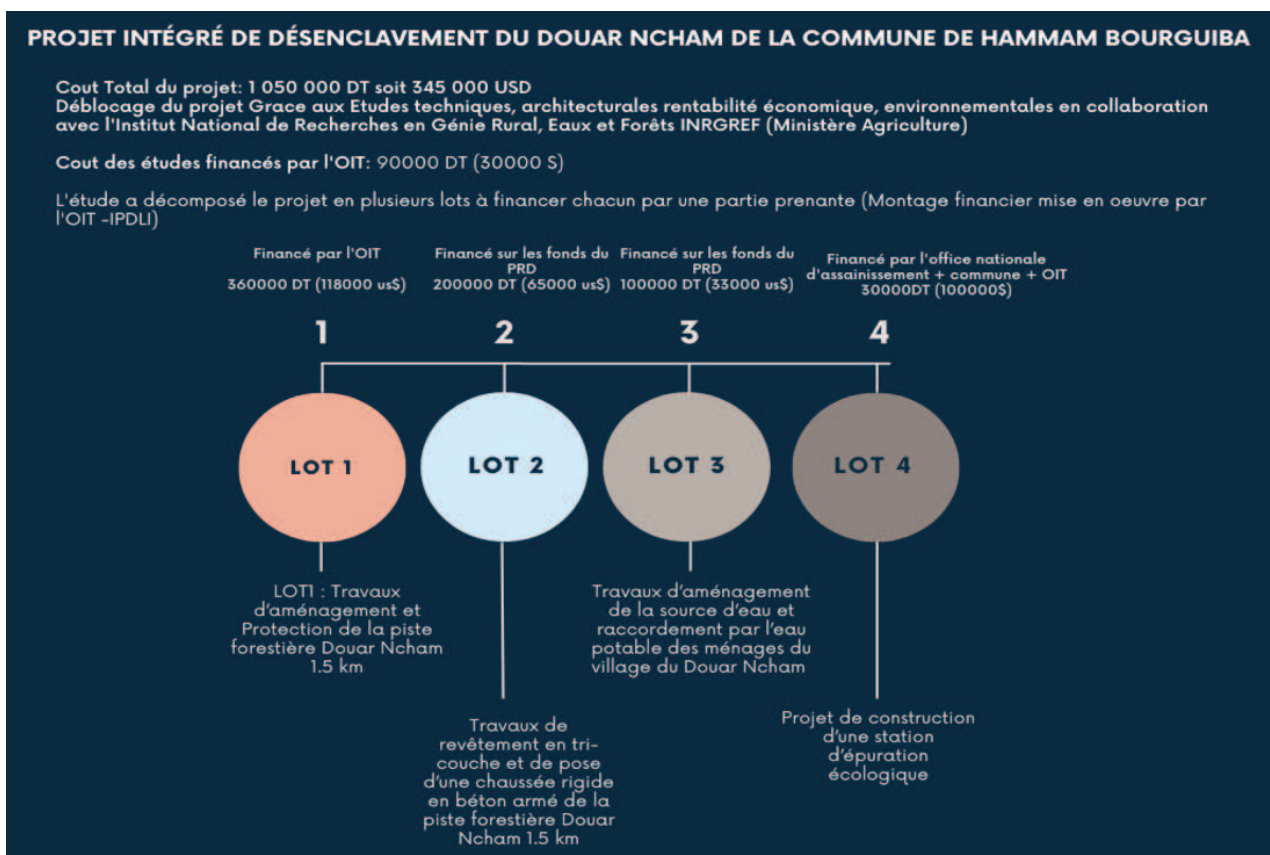 PROJET INTÉGRÉ DE DÉSENCLAVEMENT DU DOUAR NCHAM DE LA COMMUNE DE HAMMAM BOURGUIBA
Cout Total du projet: 1 050 000 DT soit 345 000 USD
Déblocage du projet Grace aux Etudes techniques, architecturales rentabilité économique, environnementales en collaboration
avec l'Institut National de Recherches en Génie Rural, Eaux et Forêts INRGREF (Ministère Agriculture)
Cout des études financés par l'OIT: 90000 DT (30000 S)
L'étude a décomposé le projet en plusieurs lots à financer chacun par une partie prenante (Montage financier mise en oeuvre par
l'OIT -IPDLI)
Financé par l'OIT
360000 DT (118000 us$)
Financé sur les fonds du
PRD
200000 DT (65000 us$)
Financé sur les fonds du
PRD
100000 DT (33000 us$)
Financé par l'office nationale
d'assainissement + commune + OIT
30000DT (100000$)
1
2
3
4
LOT 1
LOT 2
LOT 3
LOT 4
LOT1 : Travaux
d'aménagement et
Protection de la piste
forestière Douar Ncham
1.5 km
Travaux de
revêtement en tri-
couche et de pose
d'une chaussée rigide
en béton armé de la
piste forestière Douar
Ncham 1.5 km
Travaux d'aménagement
de la source d'eau et
raccordement par l'eau
potable des ménages du
village du Douar Ncham
Projet de construction
d'une station
d'épuration
écologique